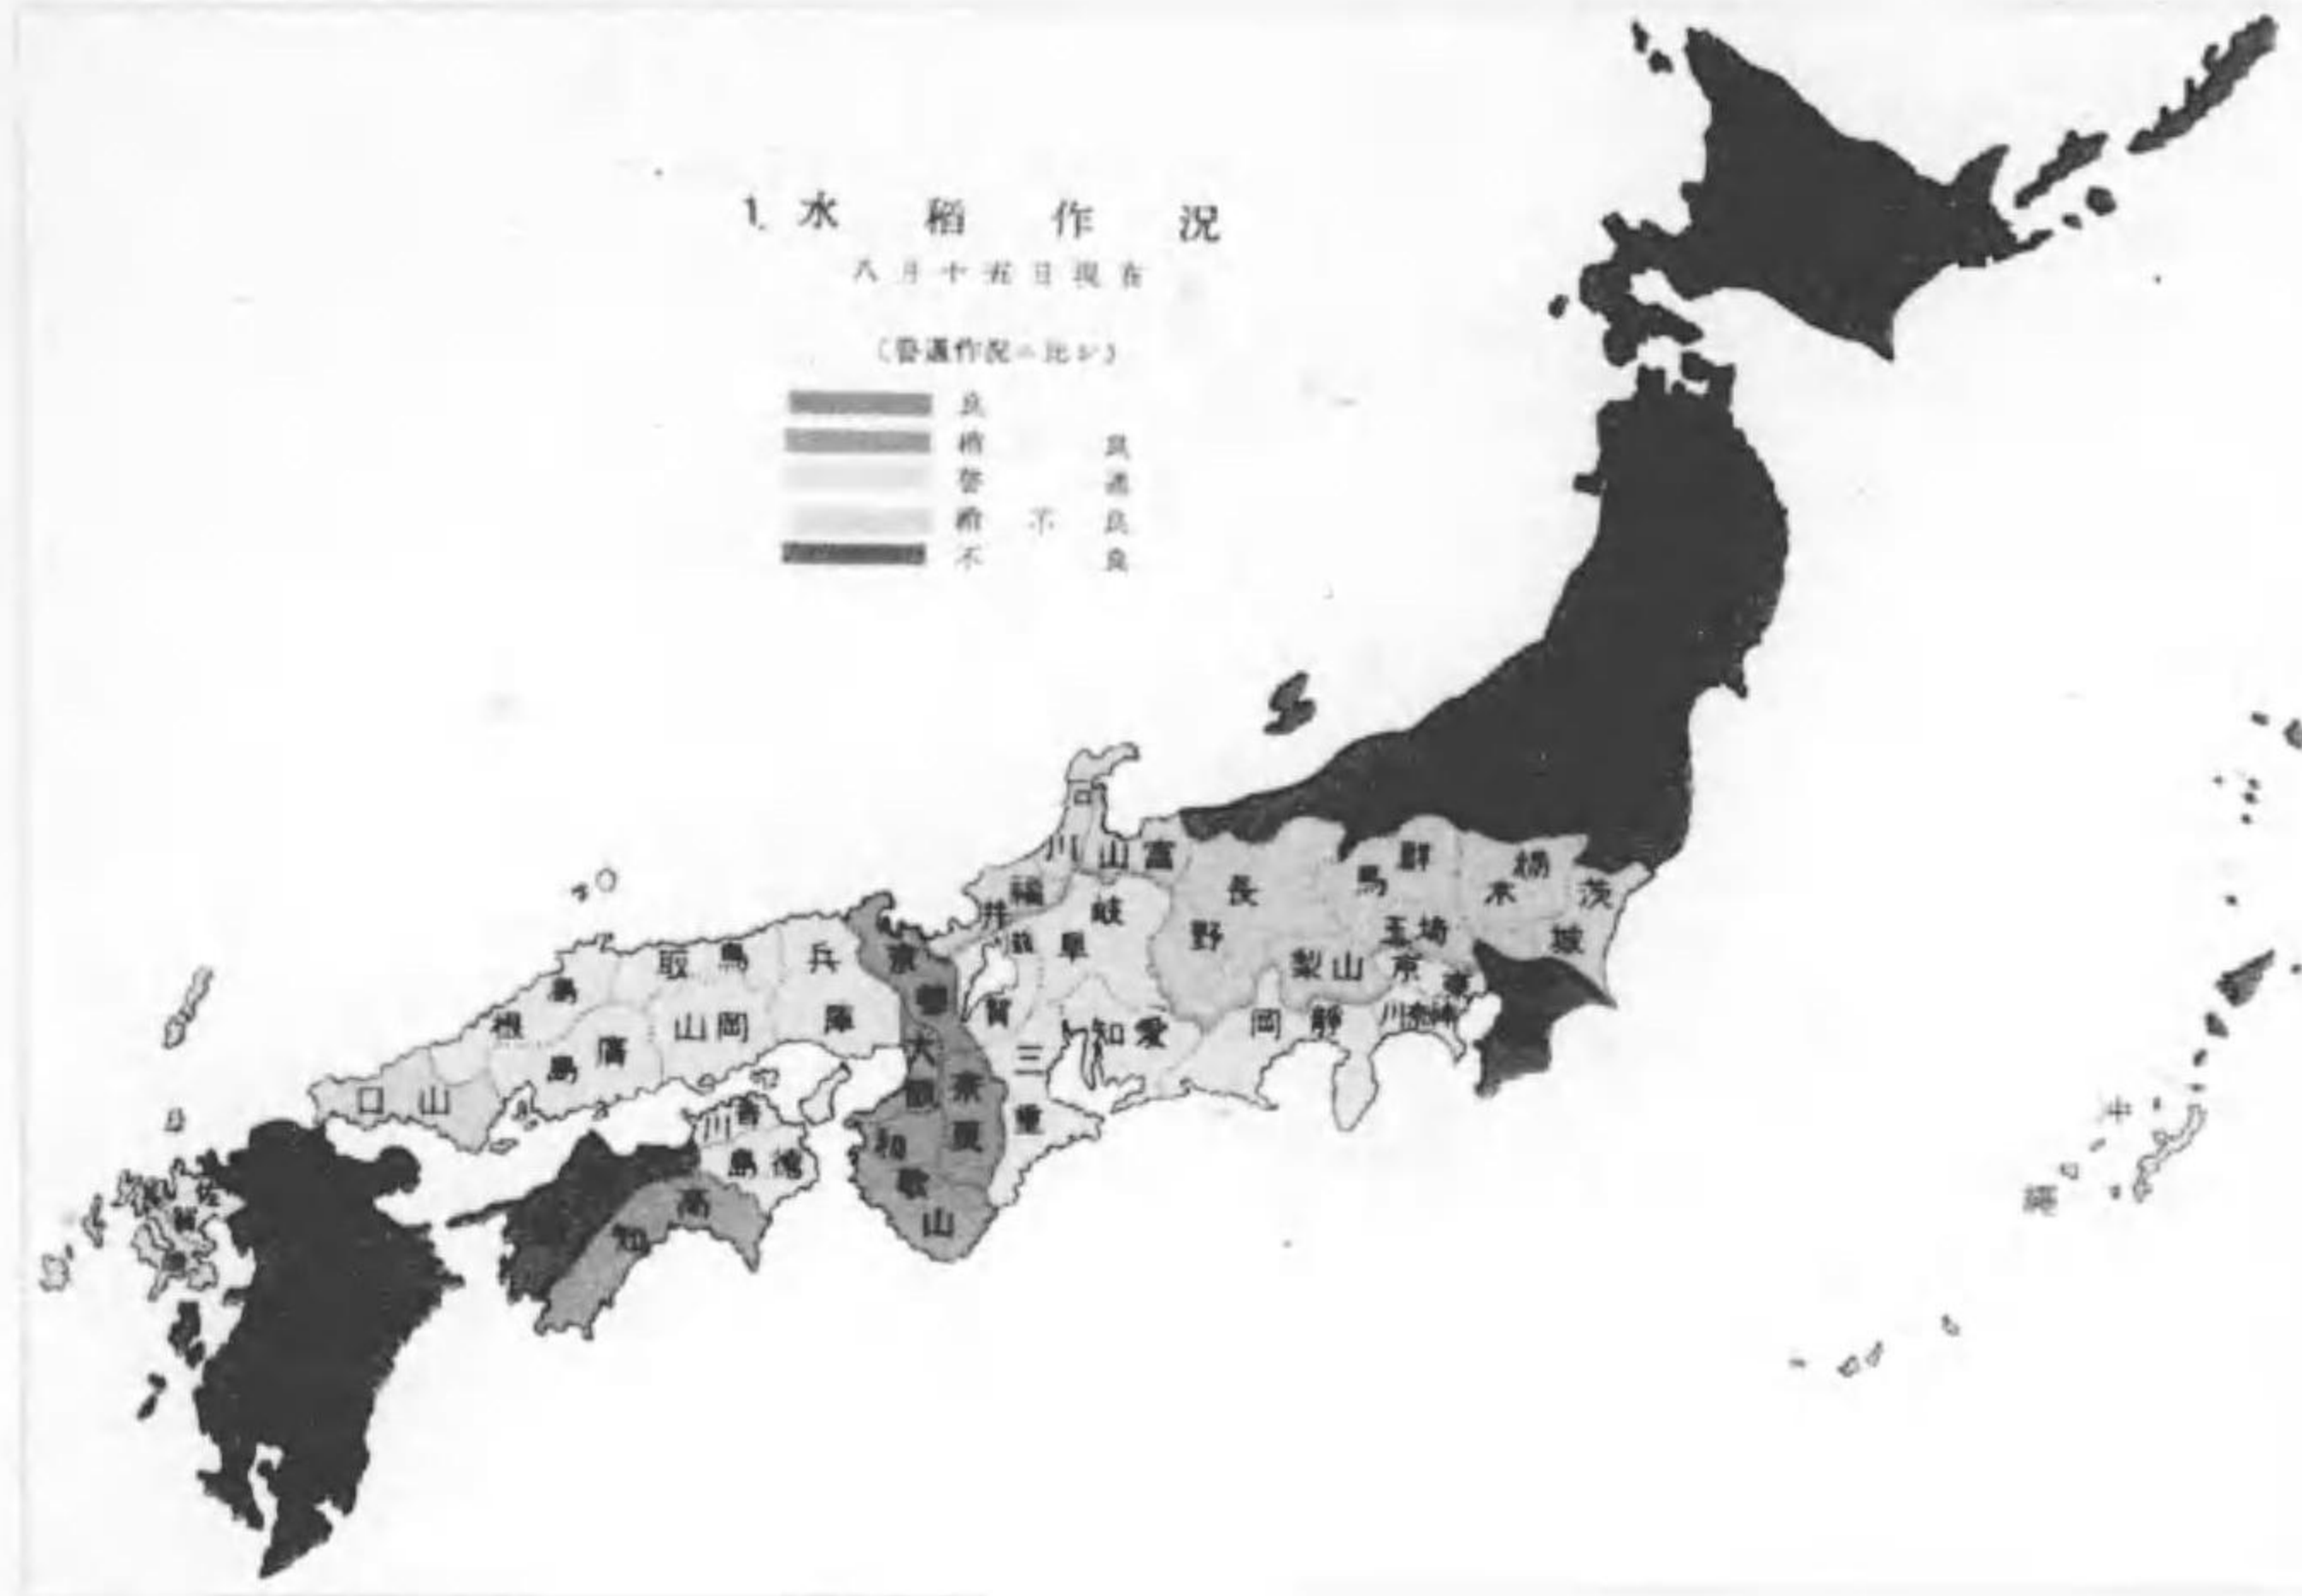 1. 水稻作況
八月十五日現在
(普通作況ニ比シ)
良
稍良
普通
稍不良
不良
石川
富山
福井
岐阜
長野
群馬
栃木
茨城
埼玉
山梨
東京
神奈川
静岡
愛知
三重
滋賀
京都
大阪
奈良
和歌山
兵庫
鳥取
岡山
島根
廣島
山口
香川
徳島
高知
佐賀